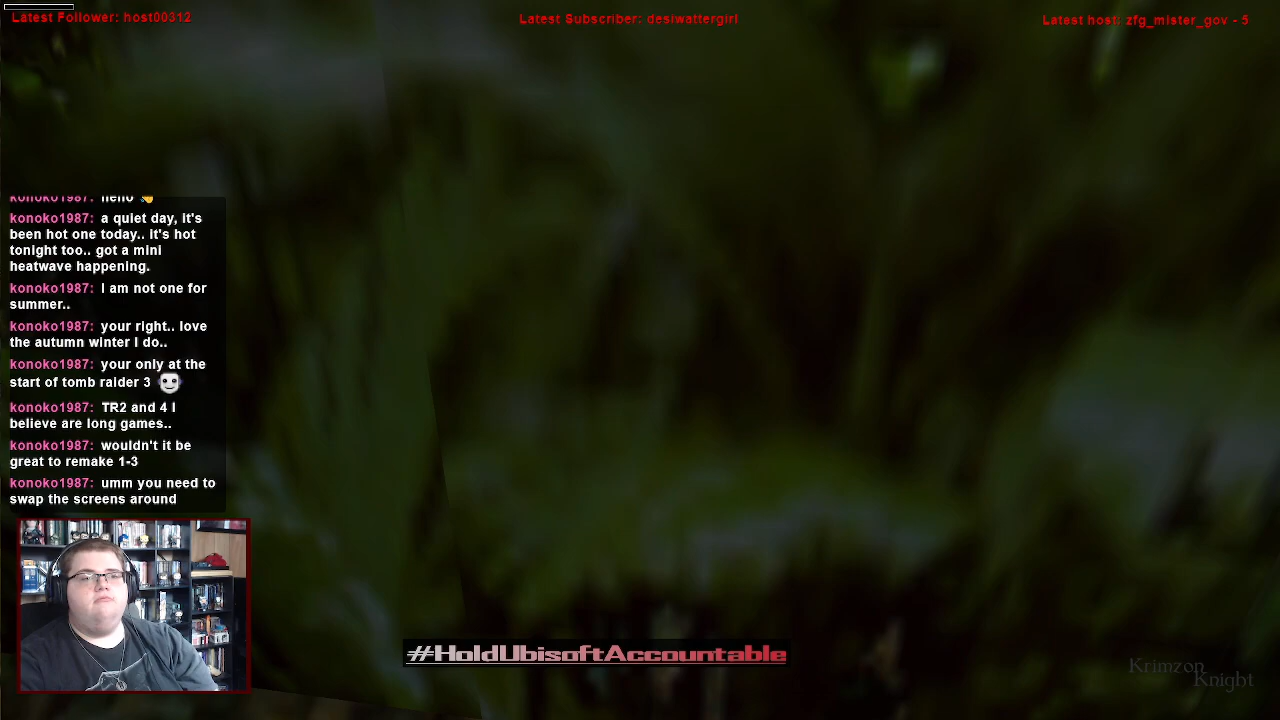 Latest Follower: host00312
Latest Subscriber: desiwattergirl
Latest host: zfg_mister_gov - 5
konoko1987: hello
konoko1987: a quiet day, it's
been hot one today.. it's hot
tonight too.. got a mini
heatwave happening.
konoko1987: I am not one for
summer..
konoko1987: your right.. love
the autumn winter I do..
konoko1987: your only at the
start of tomb raider 3
konoko1987: TR2 and 4 I
believe are long games..
konoko1987: wouldn't it be
great to remake 1-3
konoko1987: umm you need to
swap the screens around
#HoldUbisoftAccountable
Krimzon
Knight